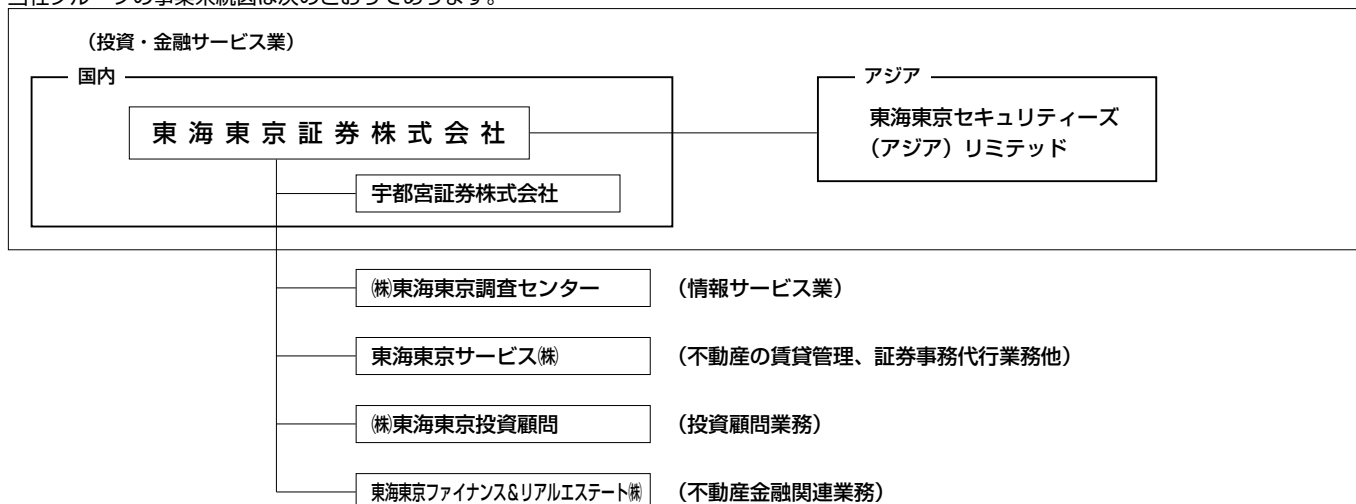 当社グループの事業系統図は次のとおりであります。
（投資・金融サービス業）
国内
東海東京証券株式会社
宇都宮証券株式会社
アジア
東海東京セキュリティーズ
（アジア）リミテッド
㈱東海東京調査センター （情報サービス業）
東海東京サービス㈱ （不動産の賃貸管理、証券事務代行業務他）
㈱東海東京投資顧問 （投資顧問業務）
東海東京ファイナンス&リアルエステート㈱ （不動産金融関連業務）